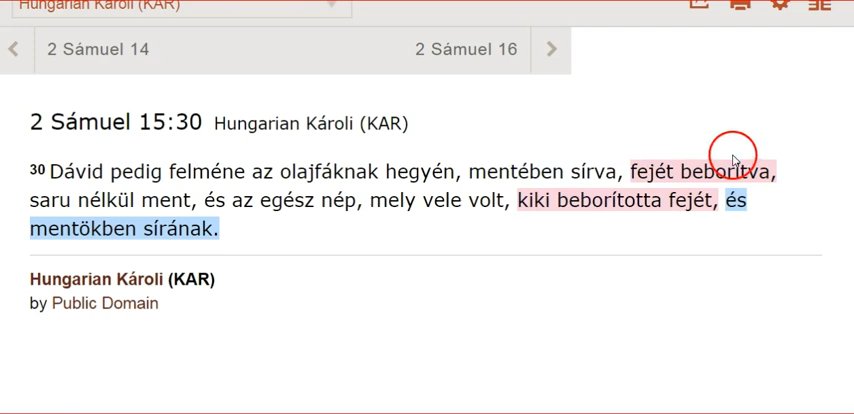 Hungarian Károli (KAR)
2 Sámuel 14 2 Sámuel 16
2 Sámuel 15:30 Hungarian Károli (KAR)
30 Dávid pedig felméne az olajfáknak hegyén, mentében sírva, fejét beborítva,
saru nélkül ment, és az egész nép, mely vele volt, kiki beborította fejét, és
mentökben sírának.
Hungarian Károli (KAR)
by Public Domain